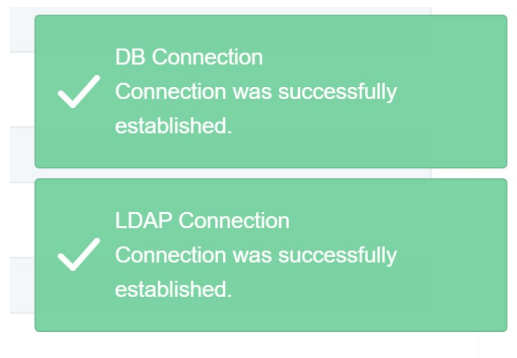 DB Connection
Connection was successfully
established.
LDAP Connection
Connection was successfully
established.